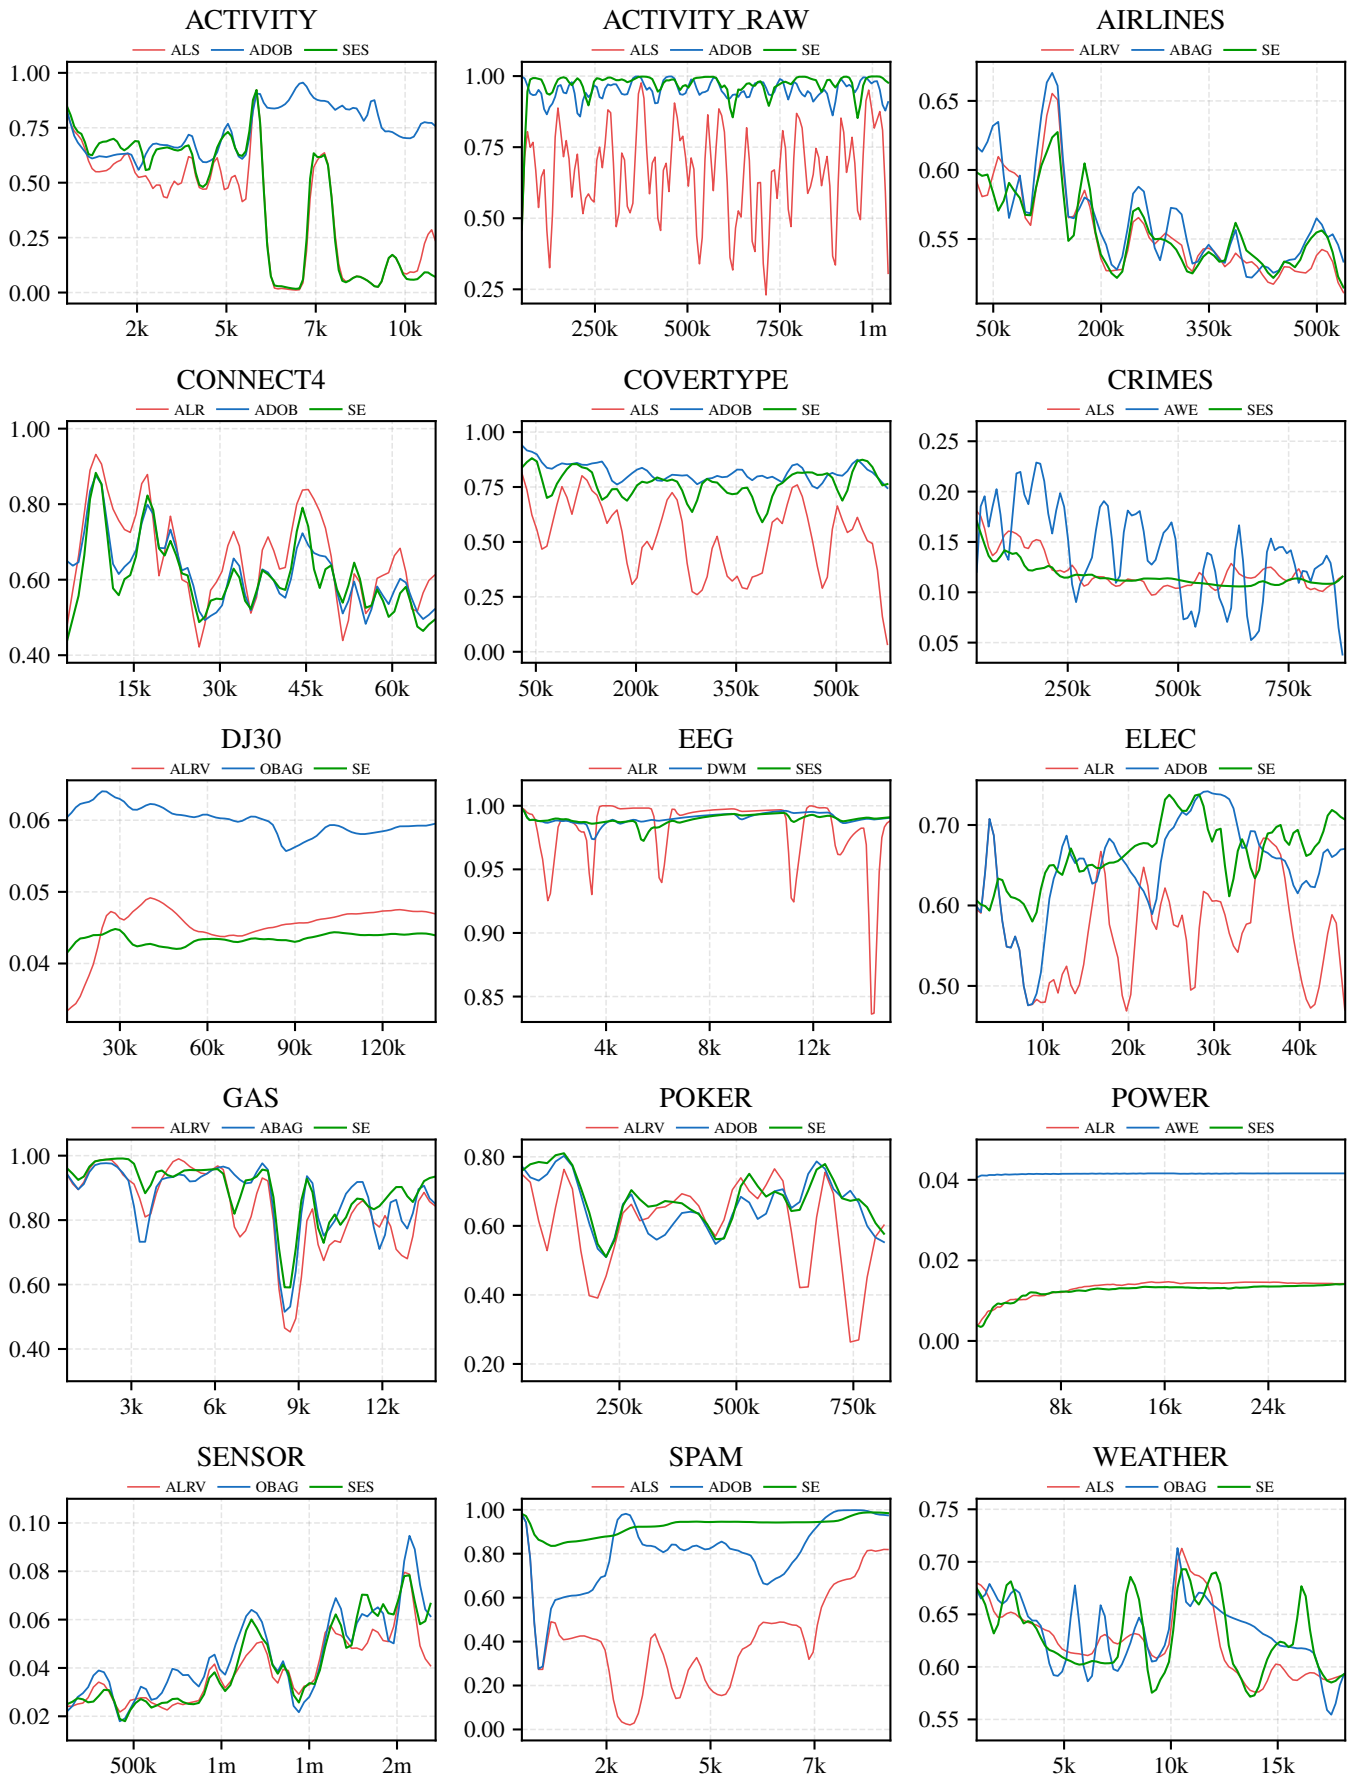 ACTIVITY ACTIVITY_RAW AIRLINES
ALS ADOB SES ALS ADOB SE ALRV ABAG SE
1.00 0.75 0.50 0.25 0.00
2k 5k 7k 10k
1.00 0.75 0.50 0.25
250k 500k 750k 1m
0.65 0.60 0.55
50k 200k 350k 500k
CONNECT4 COVERTYPE CRIMES
ALR ADOB SE ALS ADOB SE ALS AWE SES
1.00 0.80 0.60 0.40
15k 30k 45k 60k
1.00 0.75 0.50 0.25 0.00
50k 200k 350k 500k
0.25 0.20 0.15 0.10 0.05
250k 500k 750k
DJ30 EEG ELEC
ALRV OBAG SE ALR DWM SES ALR ADOB SE
0.06 0.05 0.04
30k 60k 90k 120k
1.00 0.95 0.90 0.85
4k 8k 12k
0.70 0.60 0.50
10k 20k 30k 40k
GAS POKER POWER
ALRV ABAG SE ALRV ADOB SE ALR AWE SES
1.00 0.80 0.60 0.40
3k 6k 9k 12k
0.80 0.60 0.40 0.20
250k 500k 750k
0.04 0.02 0.00
8k 16k 24k
SENSOR SPAM WEATHER
ALRV OBAG SES ALS ADOB SE ALS OBAG SE
0.10 0.08 0.06 0.04 0.02
500k 1m 1m 2m
1.00 0.80 0.60 0.40 0.20 0.00
2k 5k 7k
0.75 0.70 0.65 0.60 0.55
5k 10k 15k